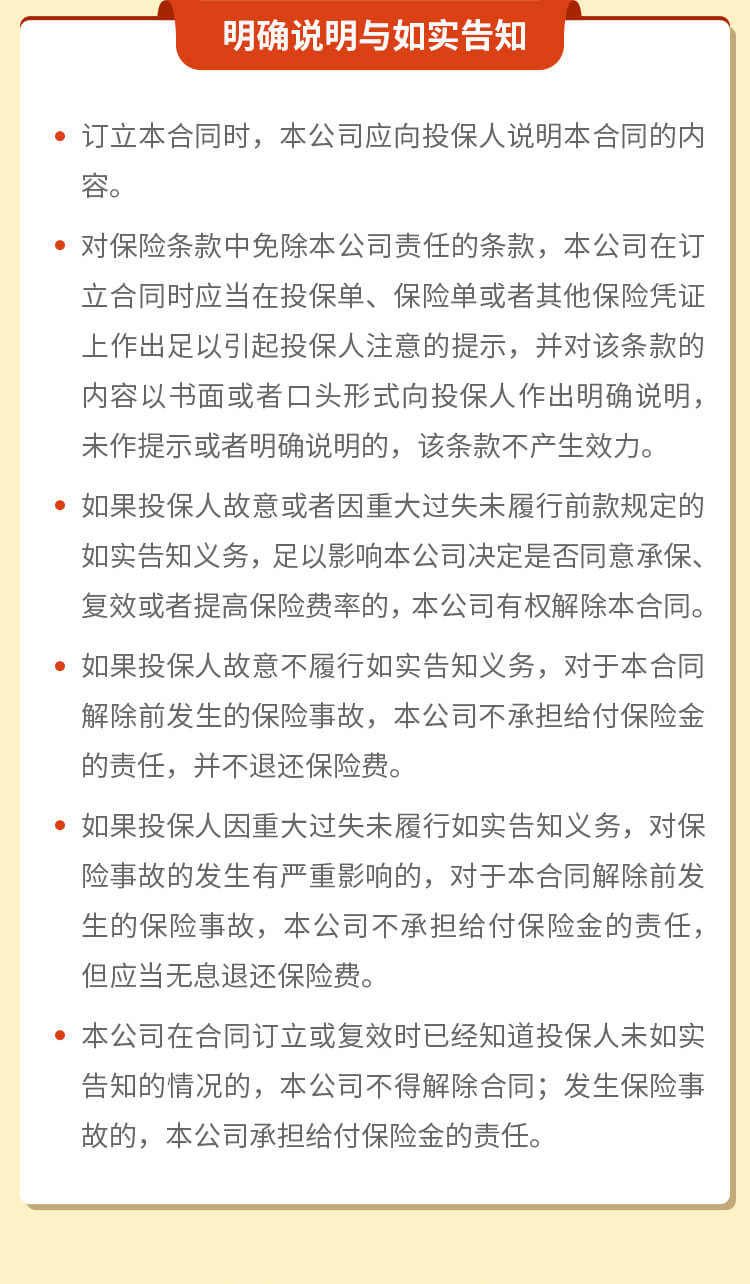 明确说明与如实告知
订立本合同时，本公司应向投保人说明本合同的内
容。
对保险条款中免除本公司责任的条款，本公司在订
立合同时应当在投保单、保险单或者其他保险凭证
上作出足以引起投保人注意的提示，并对该条款的
内容以书面或者口头形式向投保人作出明确说明，
未作提示或者明确说明的，该条款不产生效力。
如果投保人故意或者因重大过失未履行前款规定的
如实告知义务，足以影响本公司决定是否同意承保、
复效或者提高保险费率的，本公司有权解除本合同。
如果投保人故意不履行如实告知义务，对于本合同
解除前发生的保险事故，本公司不承担给付保险金
的责任，并不退还保险费。
如果投保人因重大过失未履行如实告知义务，对保
险事故的发生有严重影响的，对于本合同解除前发
生的保险事故，本公司不承担给付保险金的责任，
但应当无息退还保险费。
本公司在合同订立或复效时已经知道投保人未如实
告知的情况的，本公司不得解除合同；发生保险事
故的，本公司承担给付保险金的责任。